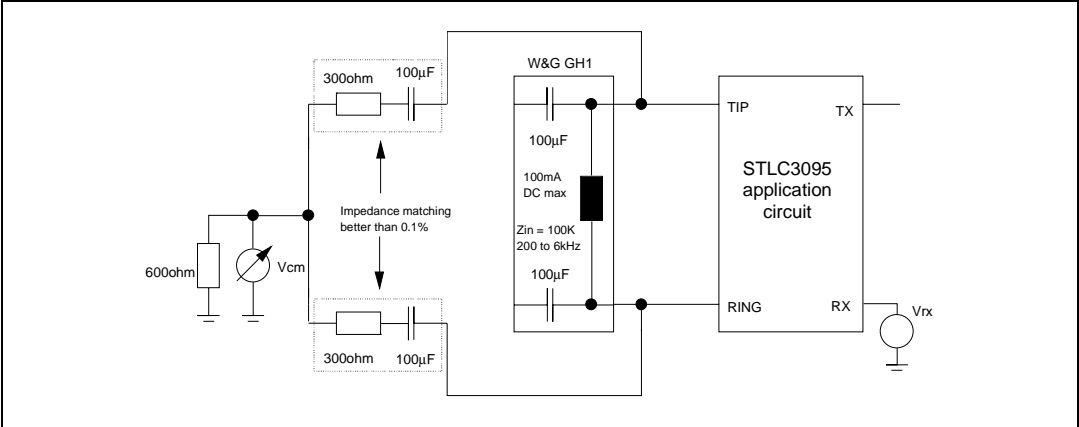 300ohm
100µF
Impedance matching
better than 0.1%
600ohm
Vcm
300ohm
100µF
W&G GH1
100µF
100mA
DC max
Zin = 100K
200 to 6kHz
100µF
TIP
TX
STLC3095
application
circuit
RING
RX
Vrx